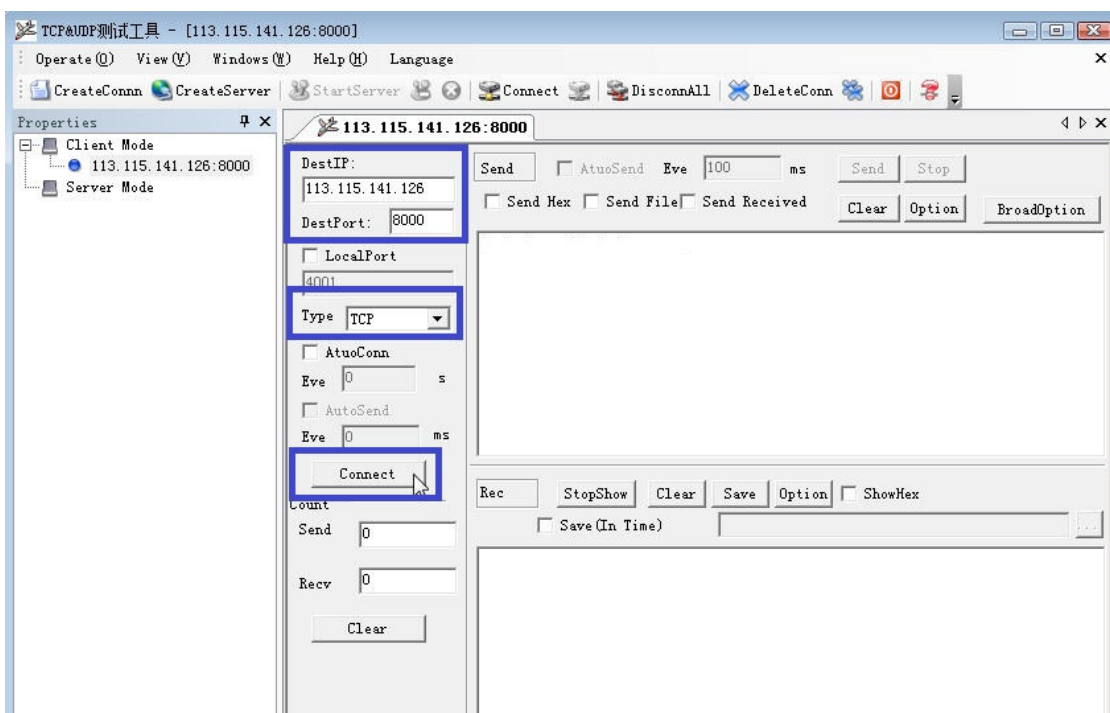 TCP&UDP测试工具 - [113.115.141.126:8000]
Operate(O) View(V) Windows(W) Help(H) Language
CreateConnn CreateServer StartServer Connect DisconnAll DeleteConn
Properties
113.115.141.126:8000
Client Mode
113.115.141.126:8000
Server Mode
DestIP:
113.115.141.126
DestPort: 8000
LocalPort
4001
Type TCP
AtuoConn
Eve 0 s
AutoSend
Eve 0 ms
Connect
Count
Send 0
Recv 0
Clear
Send AtuoSend Eve 100 ms Send Stop
Send Hex Send File Send Received Clear Option BroadOption
Rec StopShow Clear Save Option ShowHex
Save(In Time) ...